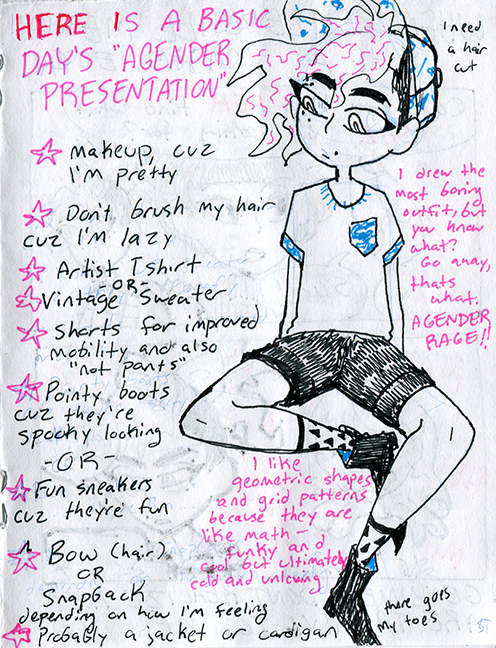 HERE IS A BASIC
DAY'S "AGENDER
PRESENTATION"
I need
a hair
cut
makeup, cuz
I'm pretty
Don't brush my hair
cuz I'm lazy
Artist Tshirt
-OR-
Vintage Sweater
Shorts for improved
mobility and also
"not pants"
Pointy boots
cuz they're
spooky looking
-OR-
Fun sneakers
cuz they're fun
Bow (hair)
OR
Snapback
depending on how I'm feeling
Probably a jacket or cardigan
I drew the
most boring
outfit, but
you know
what?
Go away,
thats
what.
AGENDER
RAGE!!
I like
geometric shapes
and grid patterns
because they are
like math-
funky and
cool but ultimately
cold and unloving
there goes
my toes